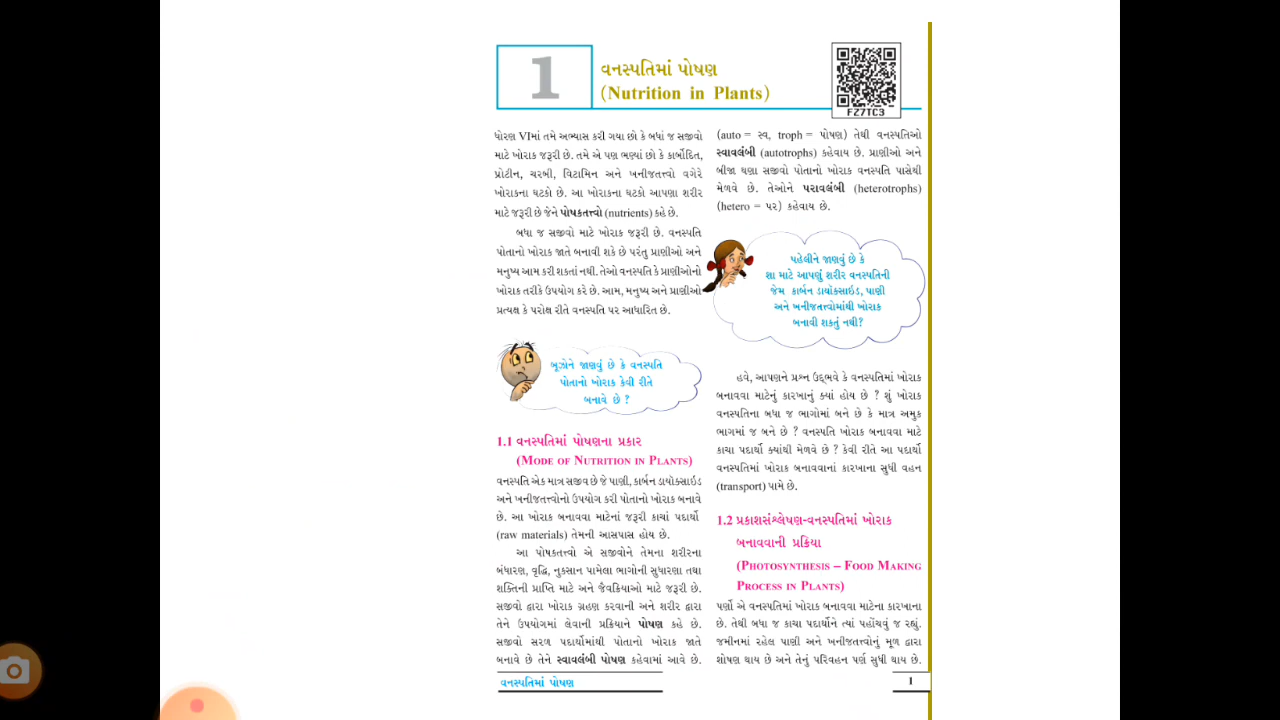 1
વનસ્પતિમાં પોષણ
(Nutrition in Plants)
FZ7TC3
ધોરણ VIમાં તમે અભ્યાસ કરી ગયા છો કે બધાં જ સજીવો
માટે ખોરાક જરૂરી છે. તમે એ પણ ભણ્યાં છો કે કાર્બોદિત,
પ્રોટીન, ચરબી, વિટામિન અને ખનીજતત્ત્વો વગેરે
ખોરાકના ઘટકો છે. આ ખોરાકના ઘટકો આપણા શરીર
માટે જરૂરી છે જેને પોષકતત્ત્વો (nutrients) કહે છે.
બધા જ સજીવો માટે ખોરાક જરૂરી છે. વનસ્પતિ
પોતાનો ખોરાક જાતે બનાવી શકે છે પરંતુ પ્રાણીઓ અને
મનુષ્ય આમ કરી શકતાં નથી. તેઓ વનસ્પતિ કે પ્રાણીઓનો
ખોરાક તરીકે ઉપયોગ કરે છે. આમ, મનુષ્ય અને પ્રાણીઓ
પ્રત્યક્ષ કે પરોક્ષ રીતે વનસ્પતિ પર આધારિત છે.
બૂઝોને જાણવું છે કે વનસ્પતિ
પોતાનો ખોરાક કેવી રીતે
બનાવે છે ?
1.1 વનસ્પતિમાં પોષણના પ્રકાર
(MODE OF NUTRITION IN PLANTS)
વનસ્પતિ એક માત્ર સજીવ છે જે પાણી, કાર્બન ડાયોક્સાઇડ
અને ખનીજતત્ત્વોનો ઉપયોગ કરી પોતાનો ખોરાક બનાવે
છે. આ ખોરાક બનાવવા માટેનાં જરૂરી કાચાં પદાર્થો
(raw materials) તેમની આસપાસ હોય છે.
આ પોષકતત્ત્વો એ સજીવોને તેમના શરીરના
બંધારણ, વૃદ્ધિ, નુકસાન પામેલા ભાગોની સુધારણા તથા
શક્તિની પ્રાપ્તિ માટે અને જૈવક્રિયાઓ માટે જરૂરી છે.
સજીવો દ્વારા ખોરાક ગ્રહણ કરવાની અને શરીર દ્વારા
તેને ઉપયોગમાં લેવાની પ્રક્રિયાને પોષણ કહે છે.
સજીવો સરળ પદાર્થોમાંથી પોતાનો ખોરાક જાતે
બનાવે છે તેને સ્વાવલંબી પોષણ કહેવામાં આવે છે.
(auto = સ્વ, troph = પોષણ) તેથી વનસ્પતિઓ
સ્વાવલંબી (autotrophs) કહેવાય છે. પ્રાણીઓ અને
બીજા ઘણા સજીવો પોતાનો ખોરાક વનસ્પતિ પાસેથી
મેળવે છે. તેઓને પરાવલંબી (heterotrophs)
(hetero = પર) કહેવાય છે.
પહેલીને જાણવું છે કે
શા માટે આપણું શરીર વનસ્પતિની
જેમ કાર્બન ડાયોક્સાઇડ, પાણી
અને ખનીજતત્ત્વોમાંથી ખોરાક
બનાવી શકતું નથી?
હવે, આપણને પ્રશ્ન ઉદ્ભવે કે વનસ્પતિમાં ખોરાક
બનાવવા માટેનું કારખાનું ક્યાં હોય છે ? શું ખોરાક
વનસ્પતિના બધા જ ભાગોમાં બને છે કે માત્ર અમુક
ભાગમાં જ બને છે ? વનસ્પતિ ખોરાક બનાવવા માટે
કાચા પદાર્થો ક્યાંથી મેળવે છે ? કેવી રીતે આ પદાર્થો
વનસ્પતિમાં ખોરાક બનાવવાનાં કારખાના સુધી વહન
(transport) પામે છે.
1.2 પ્રકાશસંશ્લેષણ-વનસ્પતિમાં ખોરાક
બનાવવાની પ્રક્રિયા
(PHOTOSYNTHESIS – FOOD MAKING
PROCESS IN PLANTS)
પર્ણો એ વનસ્પતિમાં ખોરાક બનાવવા માટેના કારખાના
છે. તેથી બધા જ કાચા પદાર્થોને ત્યાં પહોંચવું જ રહ્યું.
જમીનમાં રહેલ પાણી અને ખનીજતત્ત્વોનું મૂળ દ્વારા
શોષણ થાય છે અને તેનું પરિવહન પર્ણ સુધી થાય છે.
વનસ્પતિમાં પોષણ
1